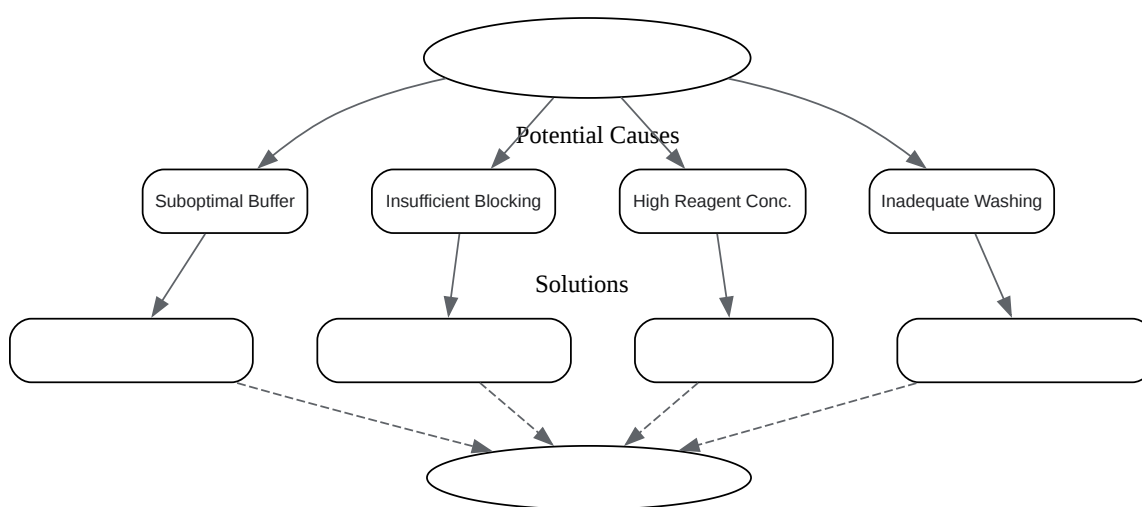 Potential Causes
Suboptimal Buffer
Insufficient Blocking
High Reagent Conc.
Inadequate Washing
Solutions